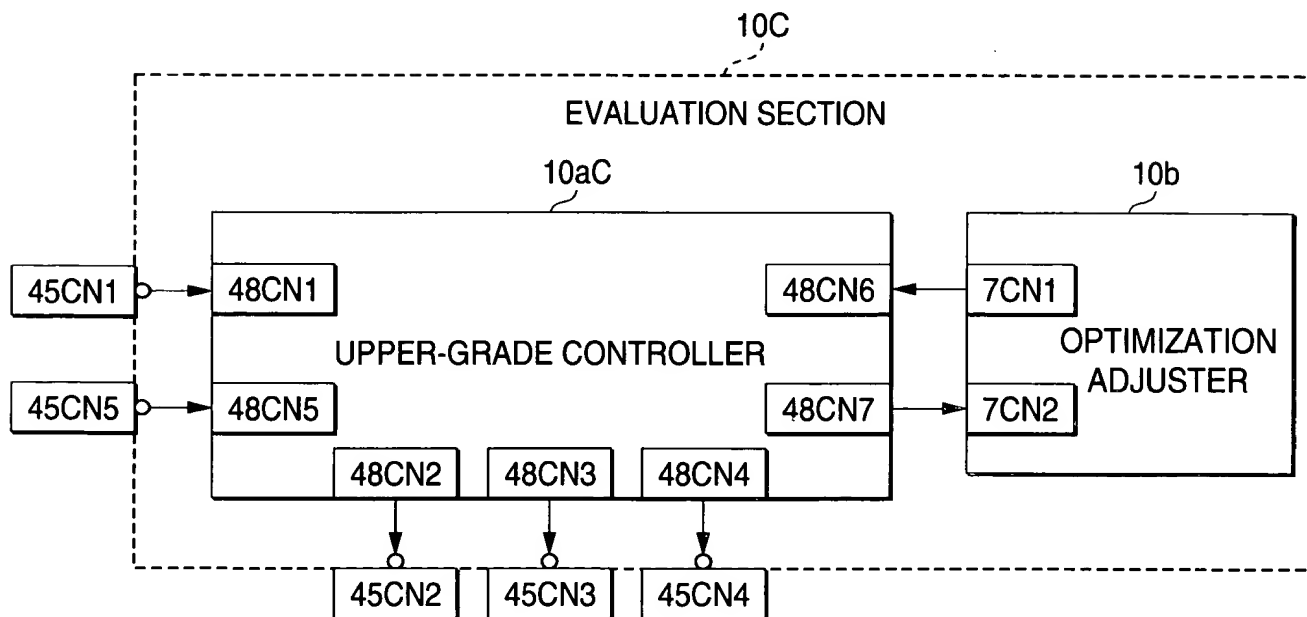 10C
EVALUATION SECTION
10aC
10b
45CN1
48CN1
48CN6
7CN1
UPPER-GRADE CONTROLLER
OPTIMIZATION
ADJUSTER
45CN5
48CN5
48CN7
7CN2
48CN2
48CN3
48CN4
45CN2
45CN3
45CN4